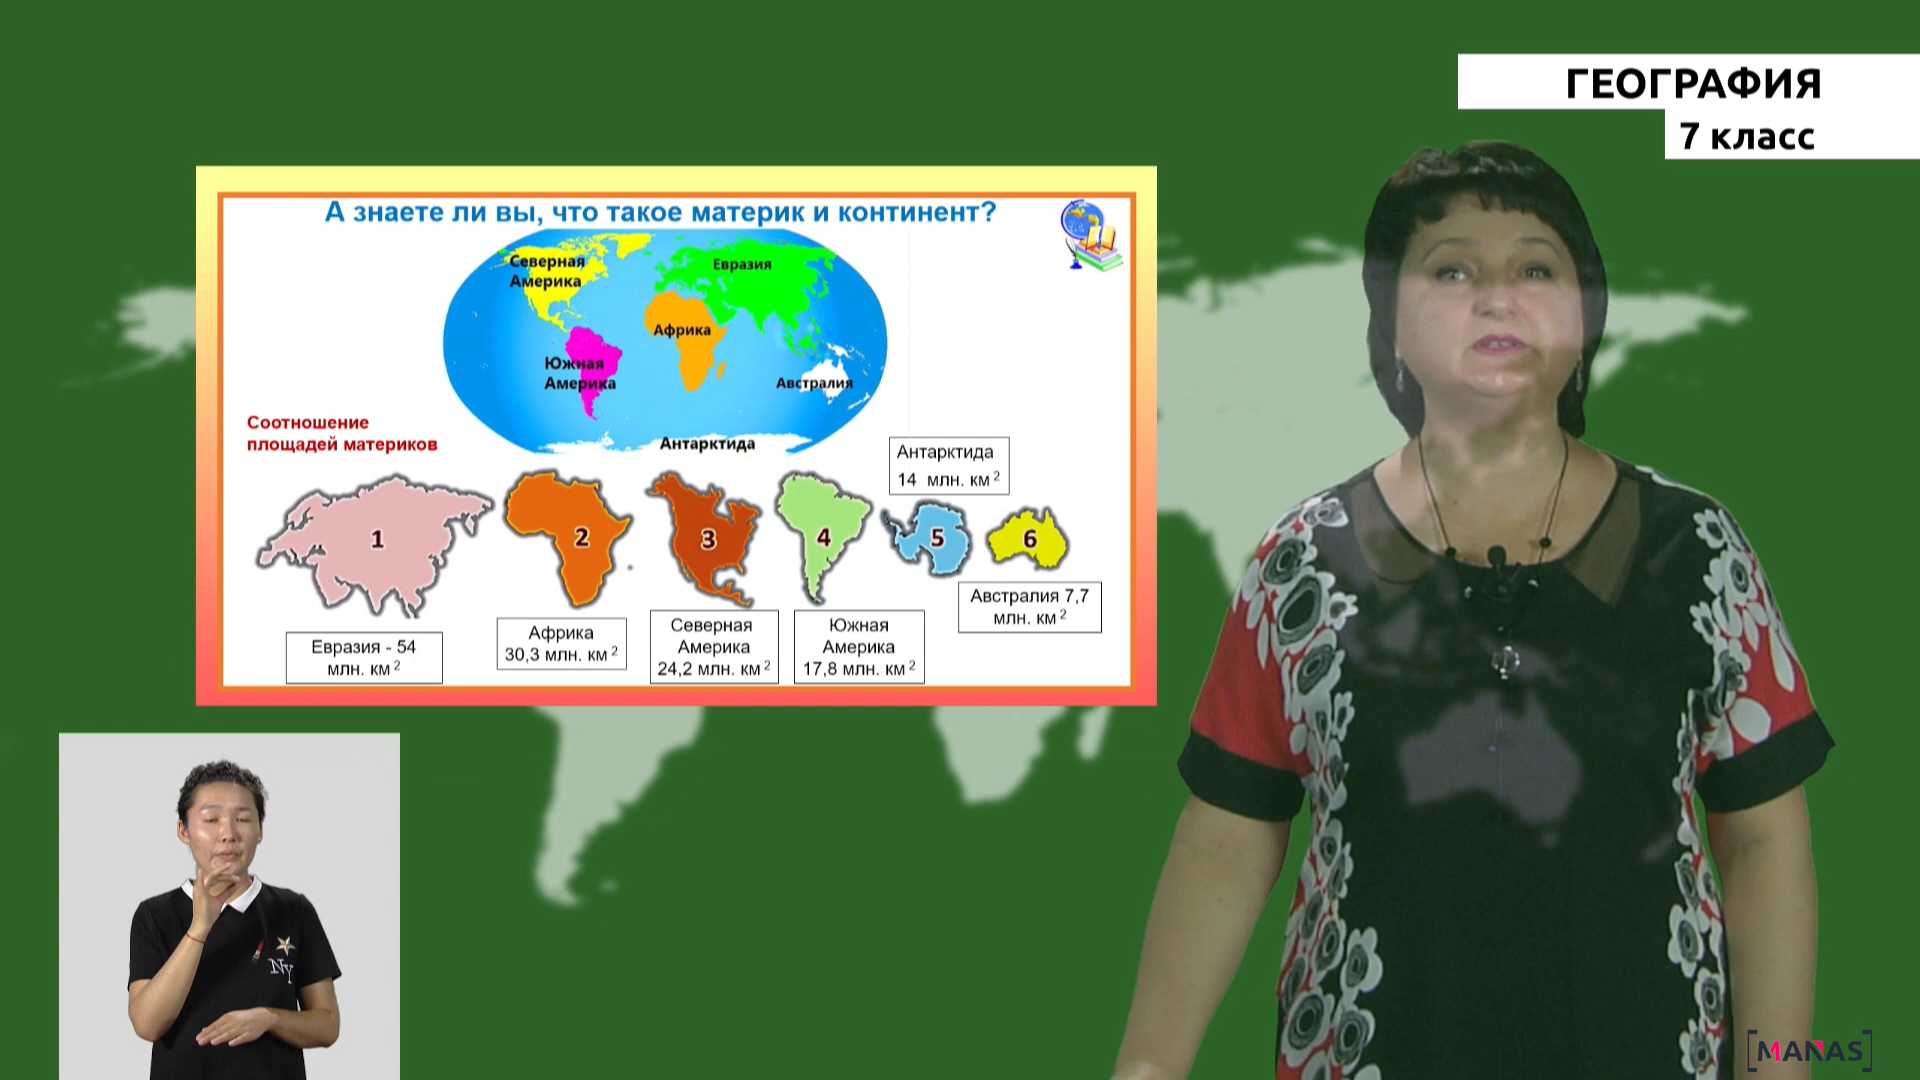 ГЕОГРАФИЯ
7 класс
А знаете ли вы, что такое материк и континент?
Северная
Америка
Евразия
Африка
Южная
Америка
Австралия
Антарктида
Соотношение
площадей материков
Антарктида
14 млн. км 2
1
2
3
4
5
6
Австралия 7,7
млн. км 2
Евразия - 54
млн. км 2
Африка
30,3 млн. км 2
Северная
Америка
24,2 млн. км 2
Южная
Америка
17,8 млн. км 2
NY
[MANAS]